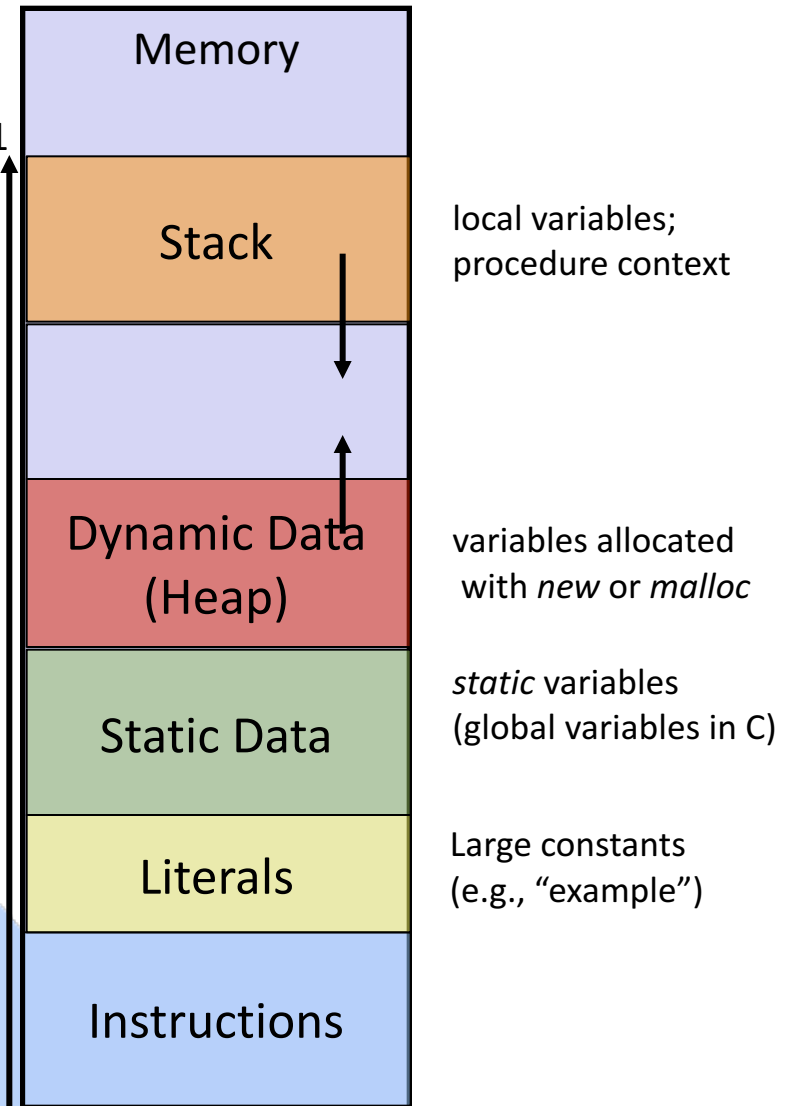 Memory
1
Stack
local variables;
procedure context
Dynamic Data
(Heap)
variables allocated
with new or malloc
static variables
(global variables in C)
Static Data
Large constants
(e.g., “example”)
Literals
Instructions